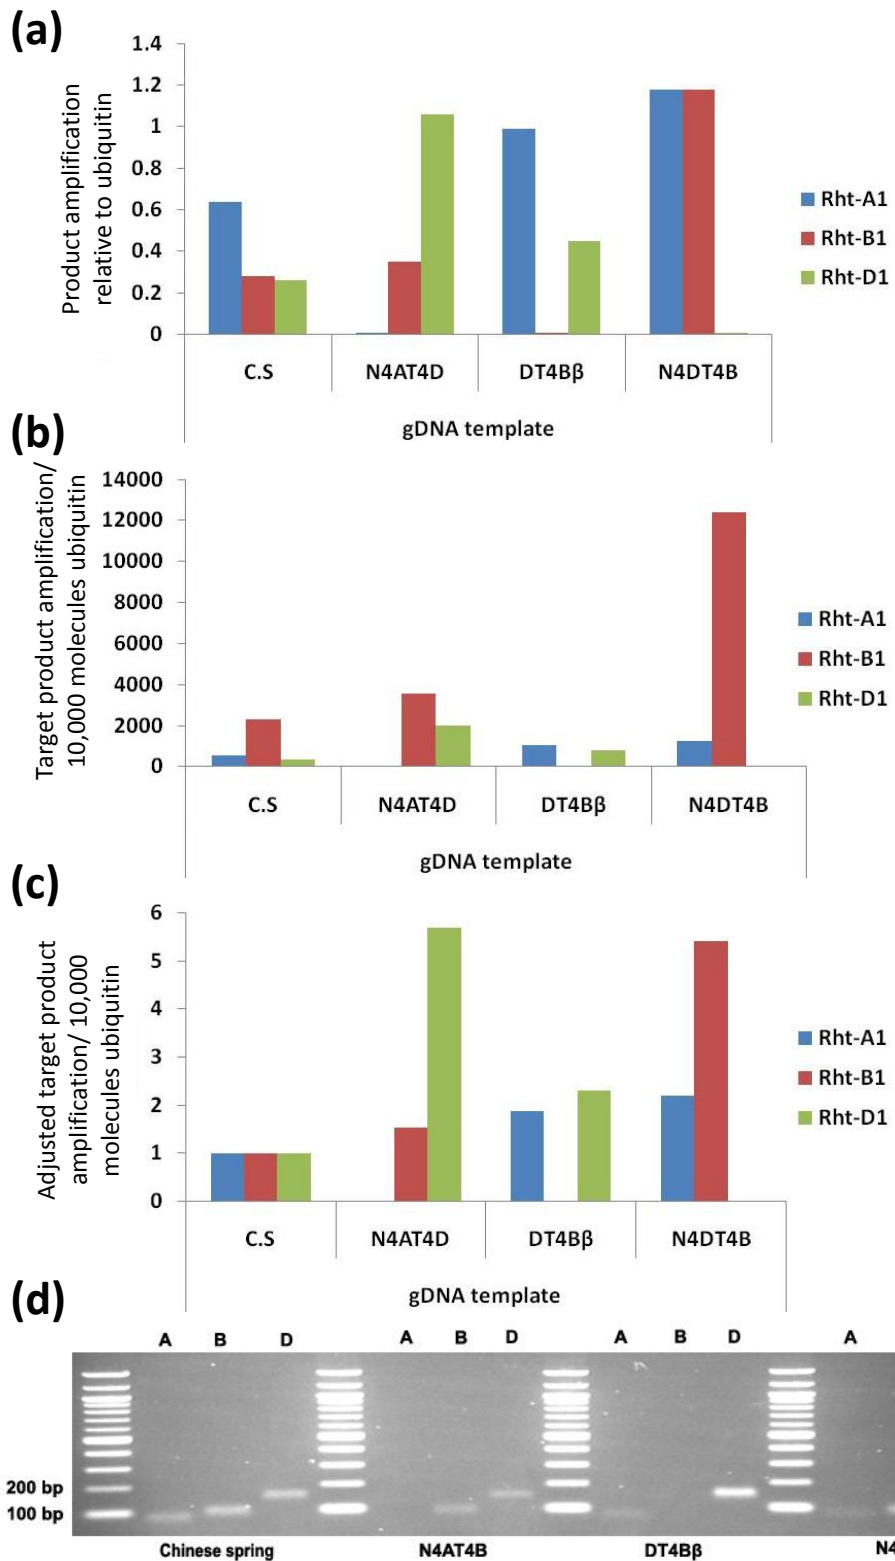 (a)
Product amplification
relative to ubiquitin
1.4
1.2
1
0.8
0.6
0.4
0.2
0
Rht-A1
Rht-B1
Rht-D1
C.S N4AT4D DT4Bβ N4DT4B
gDNA template
(b)
Target product amplification/
10,000 molecules ubiquitin
14000
12000
10000
8000
6000
4000
2000
0
Rht-A1
Rht-B1
Rht-D1
C.S N4AT4D DT4Bβ N4DT4B
gDNA template
(c)
Adjusted target product
amplification/ 10,000
molecules ubiquitin
6
5
4
3
2
1
0
Rht-A1
Rht-B1
Rht-D1
C.S N4AT4D DT4Bβ N4DT4B
gDNA template
(d)
A B D A B D A B D A
200 bp
100 bp
Chinese spring N4AT4B DT4Bβ N4